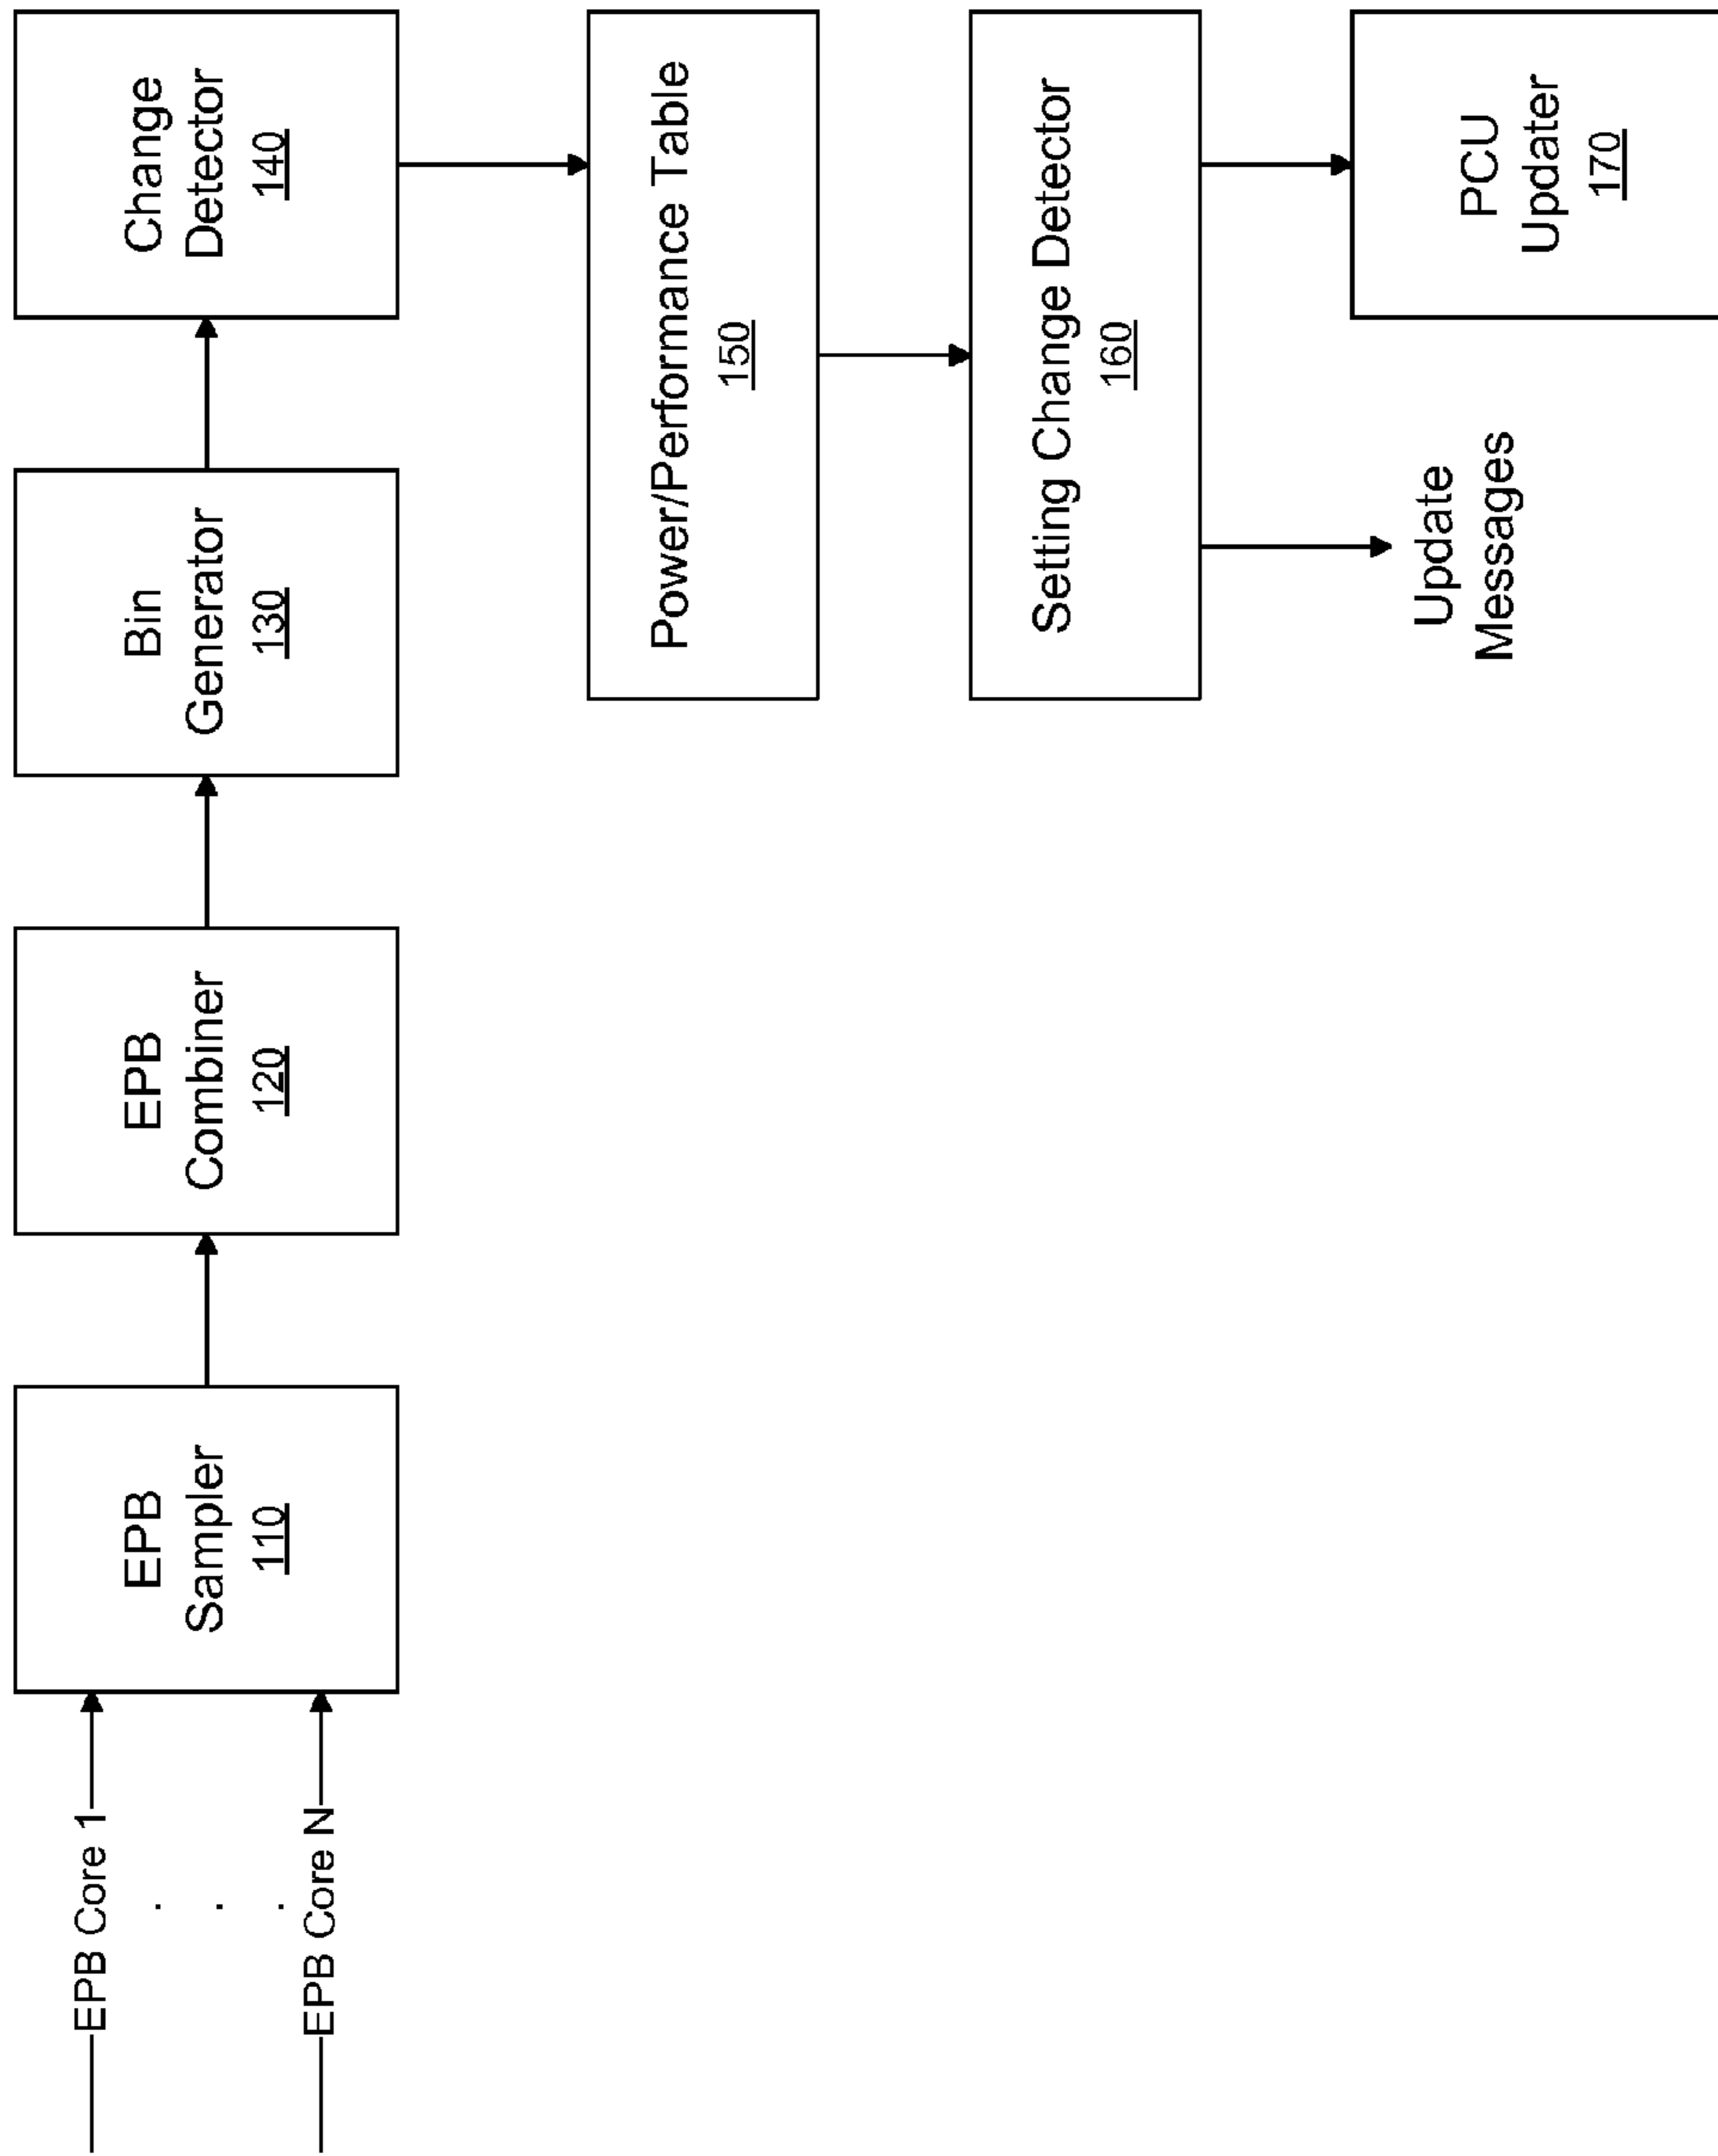 EPB Core 1
.
.
.
EPB Core N
EPB
Sampler
110
EPB
Combiner
120
Bin
Generator
130
Change
Detector
140
Power/Performance Table
150
Setting Change Detector
160
Update
Messages
PCU
Updater
170